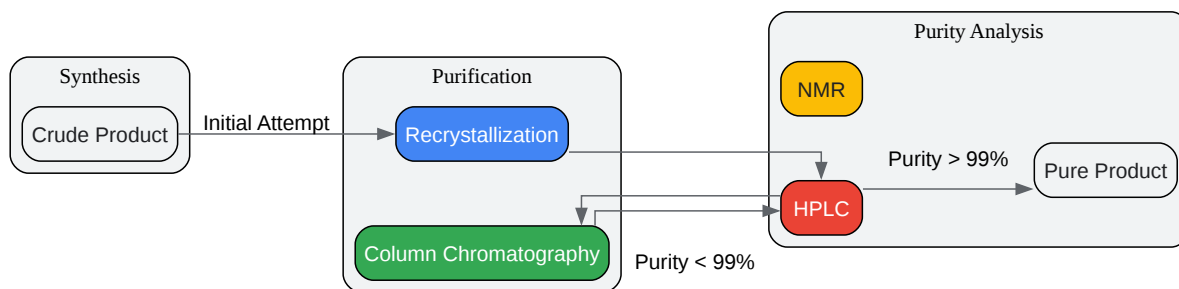 Synthesis
Crude Product
Initial Attempt
Purification
Recrystallization
Column Chromatography
Purity < 99%
Purity Analysis
NMR
HPLC
Purity > 99%
Pure Product